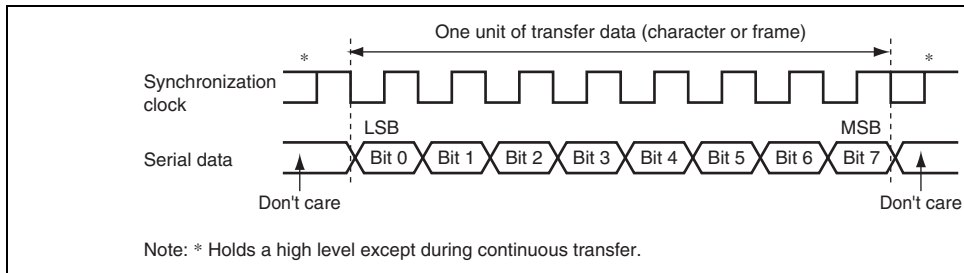 One unit of transfer data (character or frame)
* *
Synchronization
clock
LSB MSB
Serial data Bit 0 Bit 1 Bit 2 Bit 3 Bit 4 Bit 5 Bit 6 Bit 7
Don't care Don't care
Note: * Holds a high level except during continuous transfer.